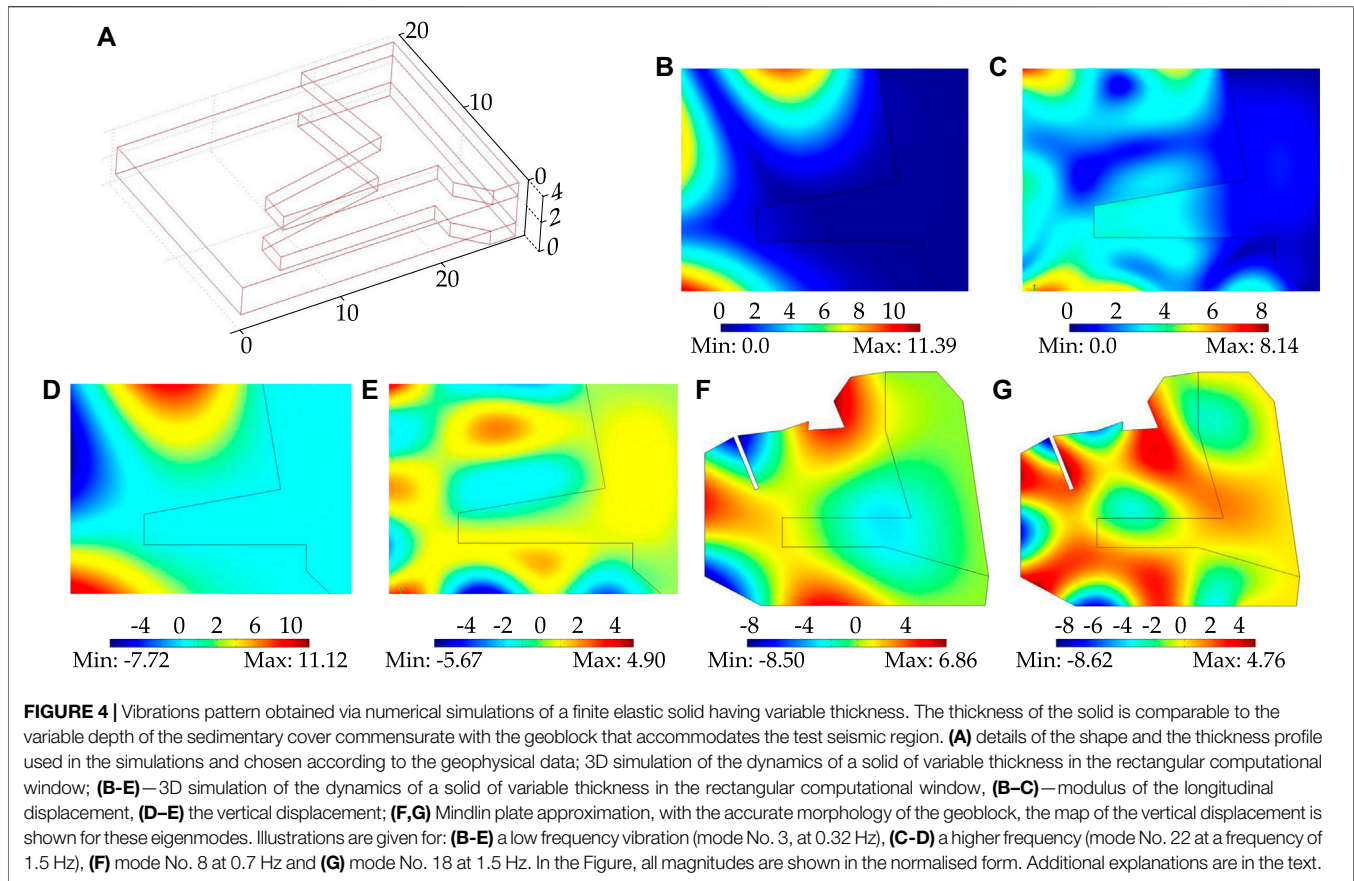 A
20
10
0
4
2
0
20
10
0
B
0 2 4 6 8 10
Min: 0.0 Max: 11.39
C
0 2 4 6 8
Min: 0.0 Max: 8.14
D
-4 0 2 6 10
Min: -7.72 Max: 11.12
E
-4 -2 0 2 4
Min: -5.67 Max: 4.90
F
-8 -4 0 4
Min: -8.50 Max: 6.86
G
-8 -6 -4 -2 0 2 4
Min: -8.62 Max: 4.76
FIGURE 4 | Vibrations pattern obtained via numerical simulations of a finite elastic solid having variable thickness. The thickness of the solid is comparable to the
variable depth of the sedimentary cover commensurate with the geoblock that accommodates the test seismic region. (A) details of the shape and the thickness profile
used in the simulations and chosen according to the geophysical data; 3D simulation of the dynamics of a solid of variable thickness in the rectangular computational
window; (B-E)—3D simulation of the dynamics of a solid of variable thickness in the rectangular computational window, (B–C)—modulus of the longitudinal
displacement, (D–E) the vertical displacement; (F,G) Mindlin plate approximation, with the accurate morphology of the geoblock, the map of the vertical displacement is
shown for these eigenmodes. Illustrations are given for: (B-E) a low frequency vibration (mode No. 3, at 0.32 Hz), (C-D) a higher frequency (mode No. 22 at a frequency of
1.5 Hz), (F) mode No. 8 at 0.7 Hz and (G) mode No. 18 at 1.5 Hz. In the Figure, all magnitudes are shown in the normalised form. Additional explanations are in the text.